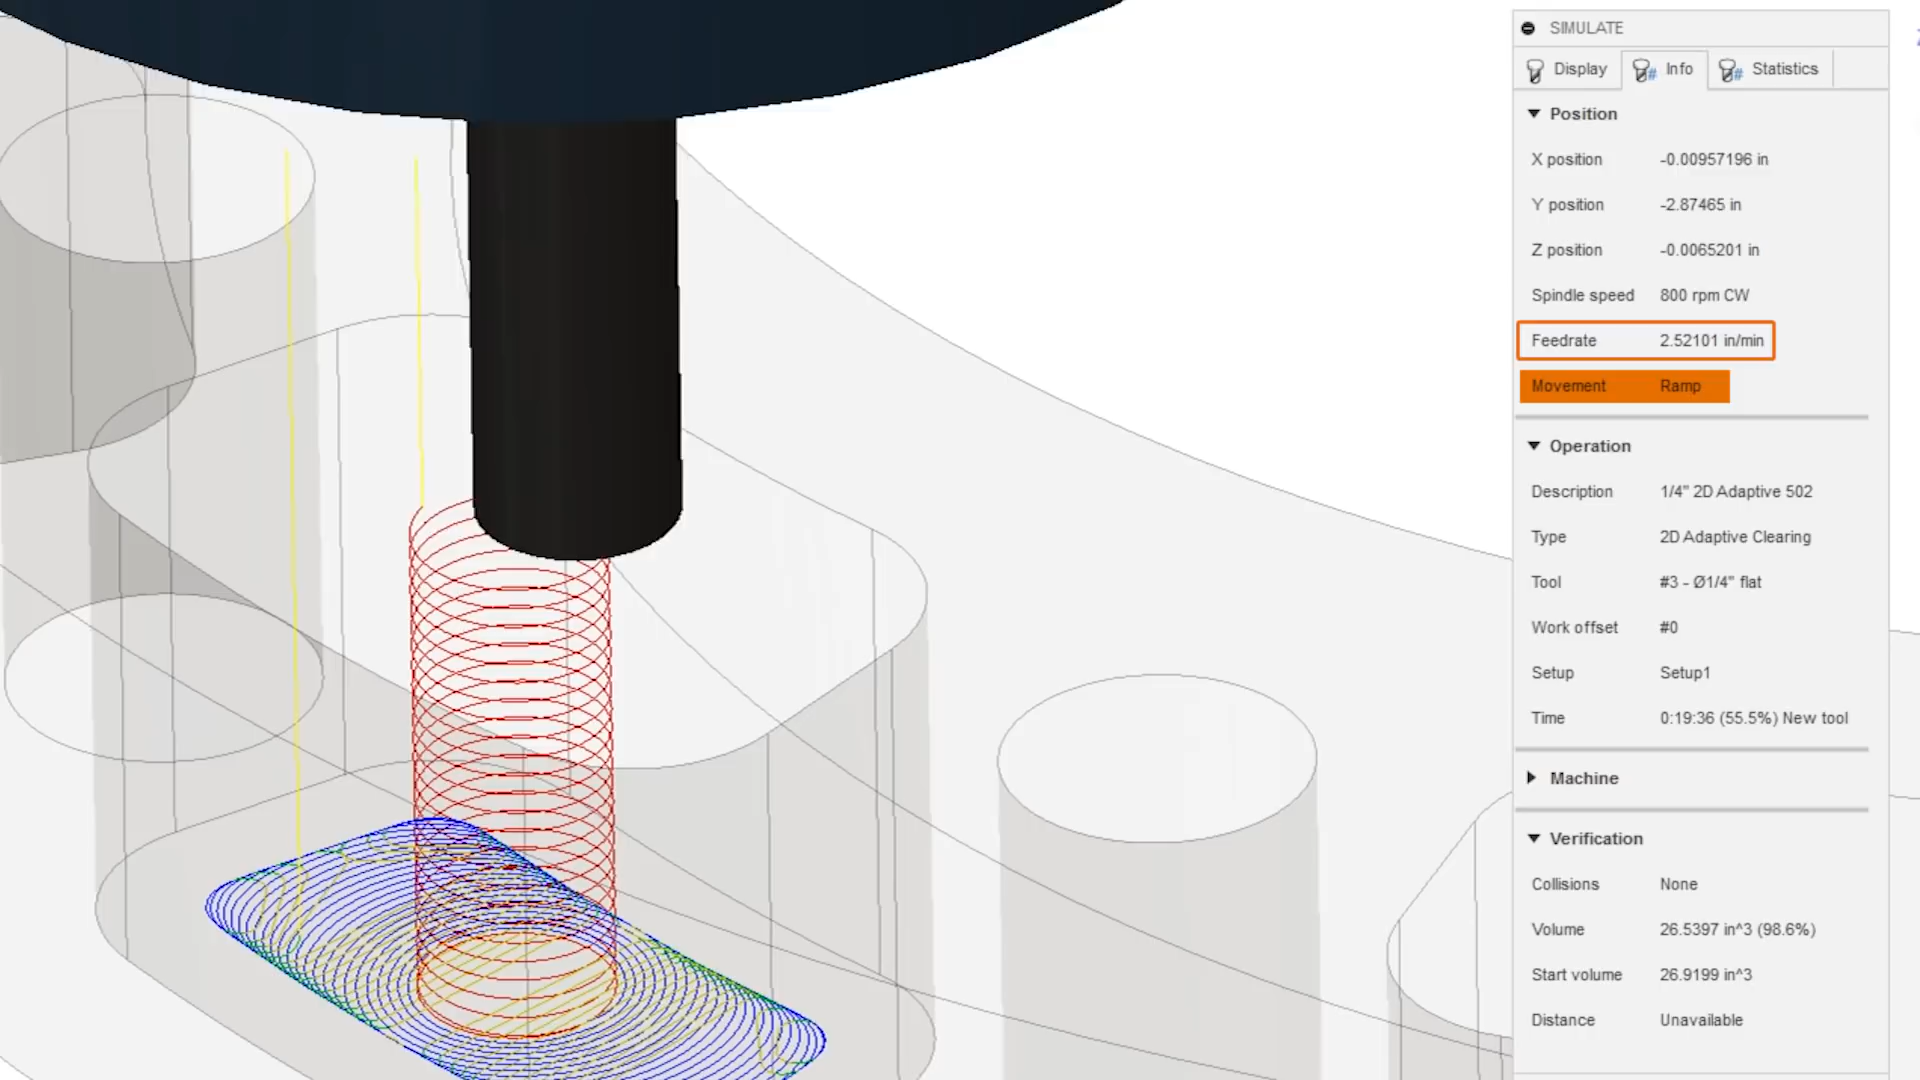 SIMULATE
Display Info Statistics
Position
X position -0.00957196 in
Y position -2.87465 in
Z position -0.0065201 in
Spindle speed 800 rpm CW
Feedrate 2.52101 in/min
Movement Ramp
Operation
Description 1/4" 2D Adaptive 502
Type 2D Adaptive Clearing
Tool #3 - Ø1/4" flat
Work offset #0
Setup Setup1
Time 0:19:36 (55.5%) New tool
Machine
Verification
Collisions None
Volume 26.5397 in^3 (98.6%)
Start volume 26.9199 in^3
Distance Unavailable